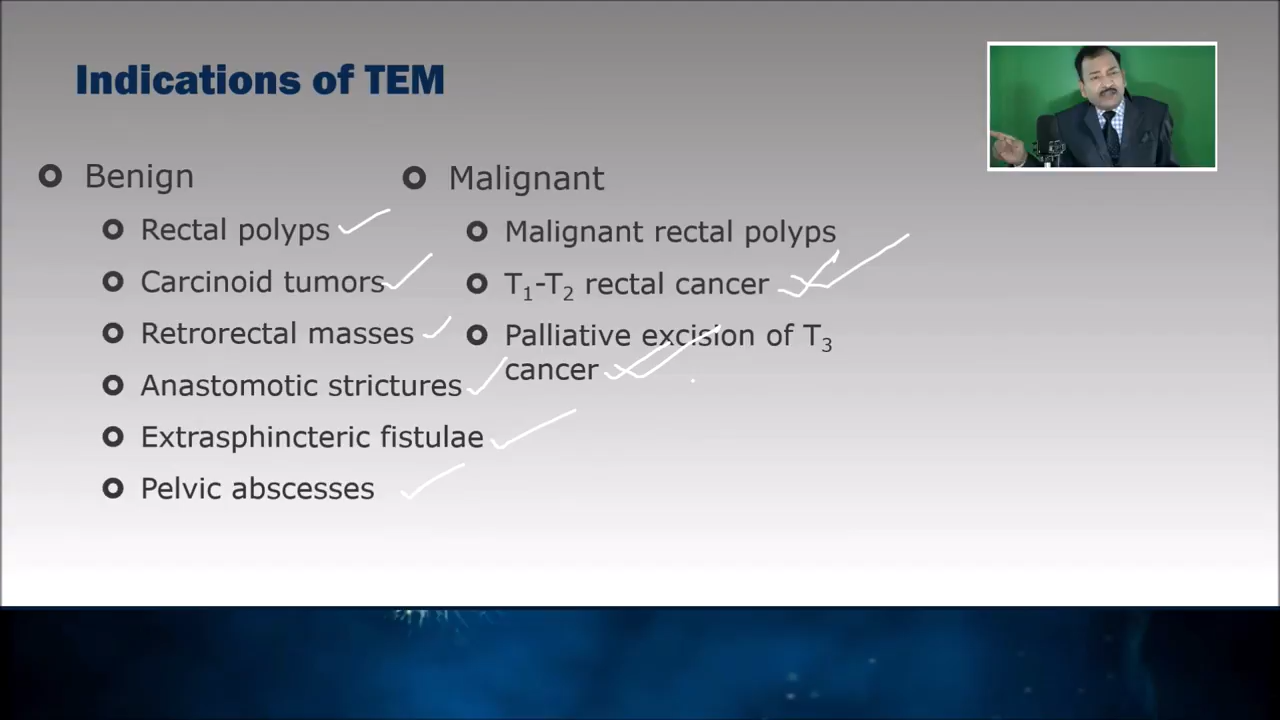 Indications of TEM
Benign
Rectal polyps
Carcinoid tumors
Retrorectal masses
Anastomotic strictures
Extrasphincteric fistulae
Pelvic abscesses
Malignant
Malignant rectal polyps
T₁-T₂ rectal cancer
Palliative excision of T₃
cancer